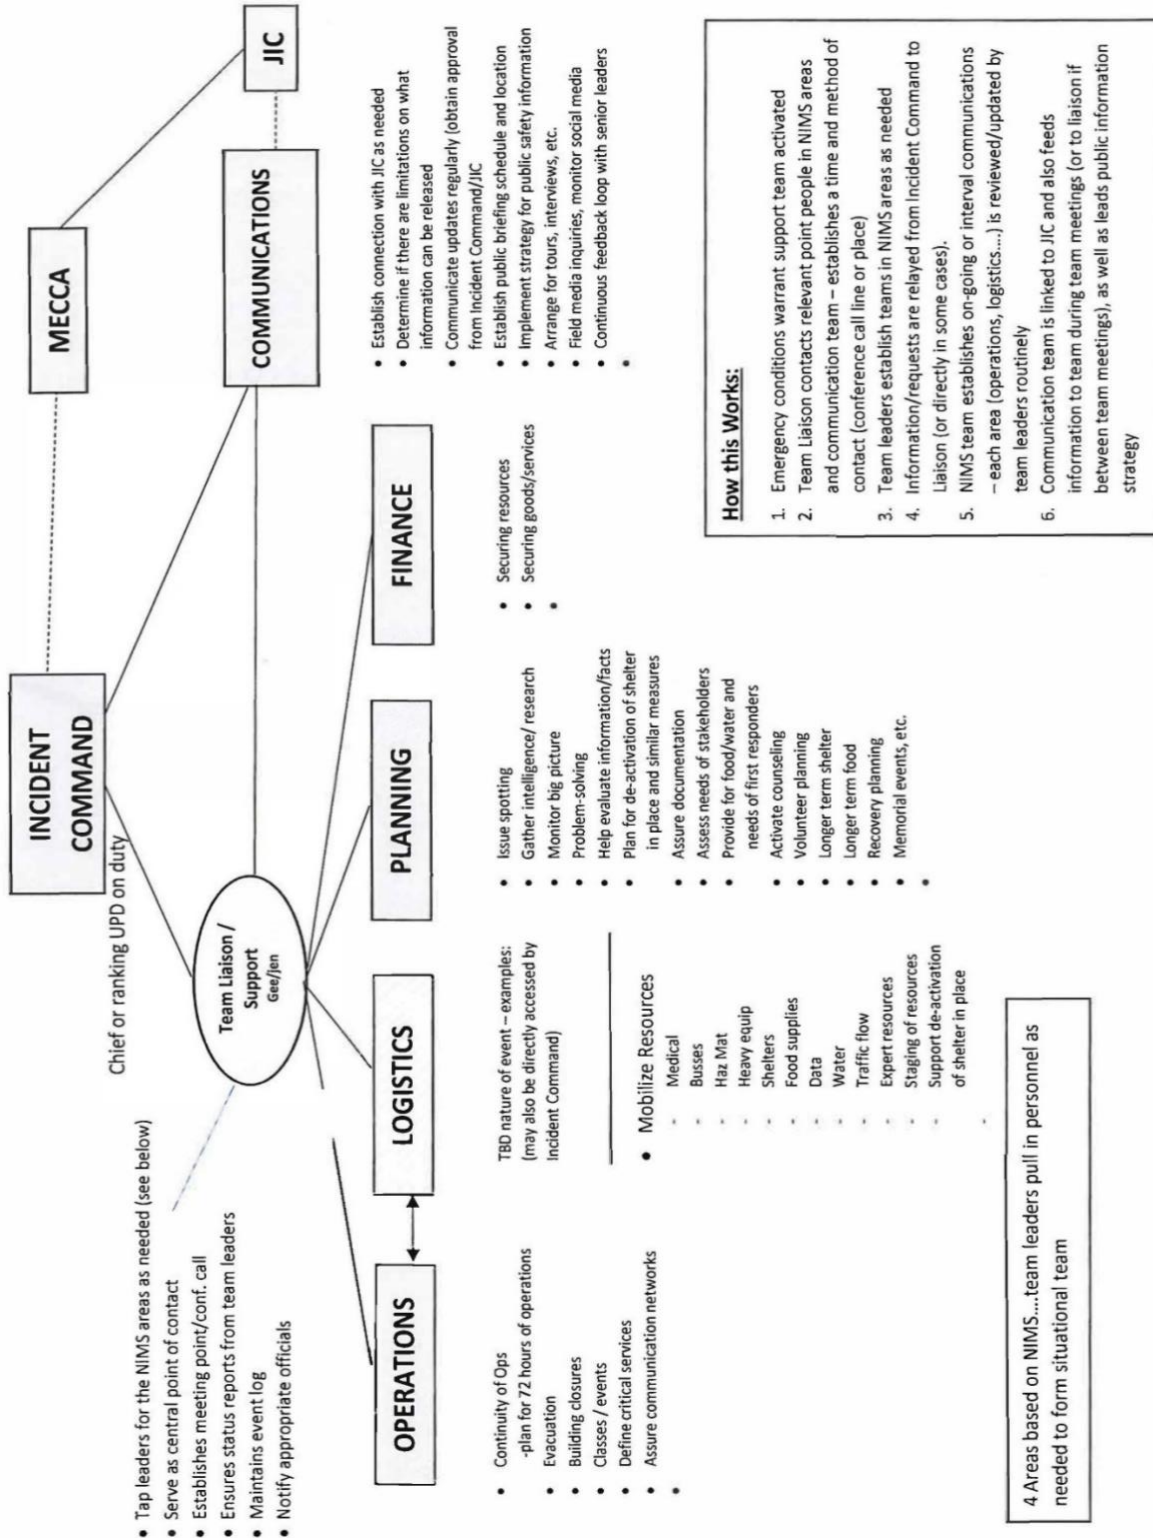 INCIDENT
COMMAND
MECCA
JIC
Chief or ranking UPD on duty
COMMUNICATIONS
• Tap leaders for the NIMS areas as needed (see below)
• Serve as central point of contact
• Establishes meeting point/conf. call
• Ensures status reports from team leaders
• Maintains event log
• Notify appropriate officials
Team Liaison /
Support
Gee/jen
OPERATIONS
LOGISTICS
PLANNING
FINANCE
• Continuity of Ops
-plan for 72 hours of operations
• Evacuation
• Building closures
• Classes / events
• Define critical services
• Assure communication networks
•
TBD nature of event – examples:
(may also be directly accessed by
Incident Command)
• Mobilize Resources
- Medical
- Busses
- Haz Mat
- Heavy equip
- Shelters
- Food supplies
- Data
- Water
- Traffic flow
- Expert resources
- Staging of resources
- Support de-activation
of shelter in place
-
• Issue spotting
• Gather intelligence/ research
• Monitor big picture
• Problem-solving
• Help evaluate information/facts
• Plan for de-activation of shelter
in place and similar measures
• Assure documentation
• Assess needs of stakeholders
• Provide for food/water and
needs of first responders
• Activate counseling
• Volunteer planning
• Longer term shelter
• Longer term food
• Recovery planning
• Memorial events, etc.
•
• Securing resources
• Securing goods/services
•
• Establish connection with JIC as needed
• Determine if there are limitations on what
information can be released
• Communicate updates regularly (obtain approval
from Incident Command/JIC
• Establish public briefing schedule and location
• Implement strategy for public safety information
• Arrange for tours, interviews, etc.
• Field media inquiries, monitor social media
• Continuous feedback loop with senior leaders
•
4 Areas based on NIMS....team leaders pull in personnel as
needed to form situational team
How this Works:
1. Emergency conditions warrant support team activated
2. Team Liaison contacts relevant point people in NIMS areas
and communication team – establishes a time and method of
contact (conference call line or place)
3. Team leaders establish teams in NIMS areas as needed
4. Information/requests are relayed from Incident Command to
Liaison (or directly in some cases).
5. NIMS team establishes on-going or interval communications
– each area (operations, logistics....) is reviewed/updated by
team leaders routinely
6. Communication team is linked to JIC and also feeds
information to team during team meetings (or to liaison if
between team meetings), as well as leads public information
strategy